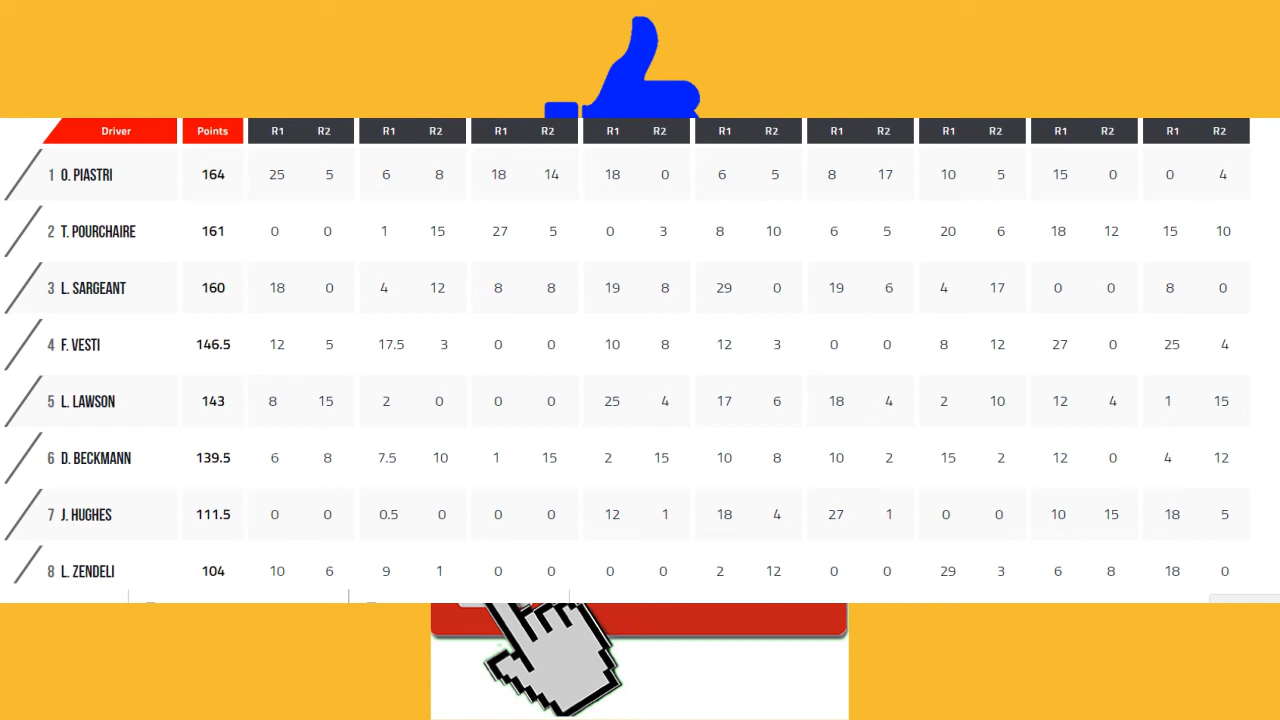 Driver Points R1 R2 R1 R2 R1 R2 R1 R2 R1 R2 R1 R2 R1 R2 R1 R2 R1 R2
1 O. PIASTRI 164 25 5 6 8 18 14 18 0 6 5 8 17 10 5 15 0 0 4
2 T. POURCHAIRE 161 0 0 1 15 27 5 0 3 8 10 6 5 20 6 18 12 15 10
3 L. SARGEANT 160 18 0 4 12 8 8 19 8 29 0 19 6 4 17 0 0 8 0
4 F. VESTI 146.5 12 5 17.5 3 0 0 10 8 12 3 0 0 8 12 27 0 25 4
5 L. LAWSON 143 8 15 2 0 0 0 25 4 17 6 18 4 2 10 12 4 1 15
6 D. BECKMANN 139.5 6 8 7.5 10 1 15 2 15 10 8 10 2 15 2 12 0 4 12
7 J. HUGHES 111.5 0 0 0.5 0 0 0 12 1 18 4 27 1 0 0 10 15 18 5
8 L. ZENDELI 104 10 6 9 1 0 0 0 0 2 12 0 0 29 3 6 8 18 0